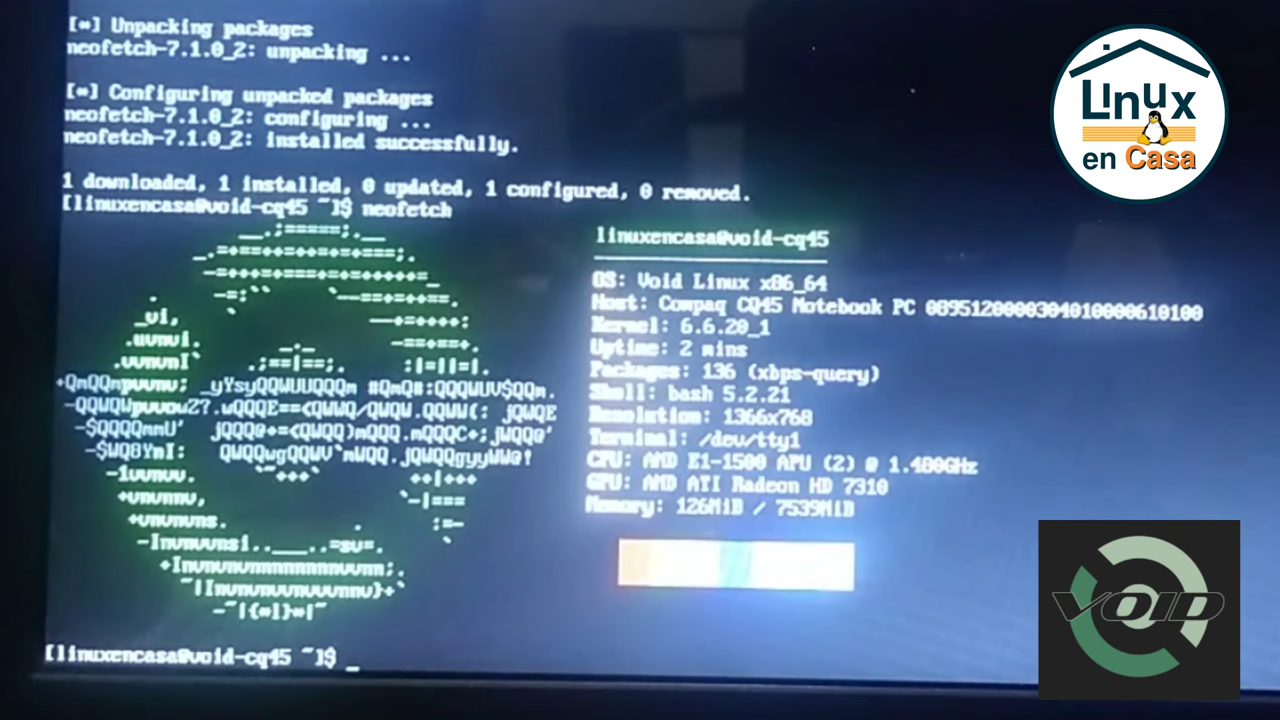 [*] Unpacking packages
neofetch-7.1.0_2: unpacking ...
[*] Configuring unpacked packages
neofetch-7.1.0_2: configuring ...
neofetch-7.1.0_2: installed successfully.
1 downloaded, 1 installed, 0 updated, 1 configured, 0 removed.
[linuxencasa@void-cq45 ~]$ neofetch
linuxencasa@void-cq45
OS: Void Linux x86_64
Host: Compaq CQ45 Notebook PC
Kernel: 6.6.20_1
Uptime: 2 mins
Packages: 136 (xbps-query)
Shell: bash 5.2.21
Resolution: 1366x768
Terminal: /dev/tty1
CPU: AMD E1-1500 APU (2) @ 1.480GHz
GPU: AMD ATI Radeon HD 7310
Memory: 126MiB / 7539MiB
[linuxencasa@void-cq45 ~]$ _
Linux
en Casa
VOID